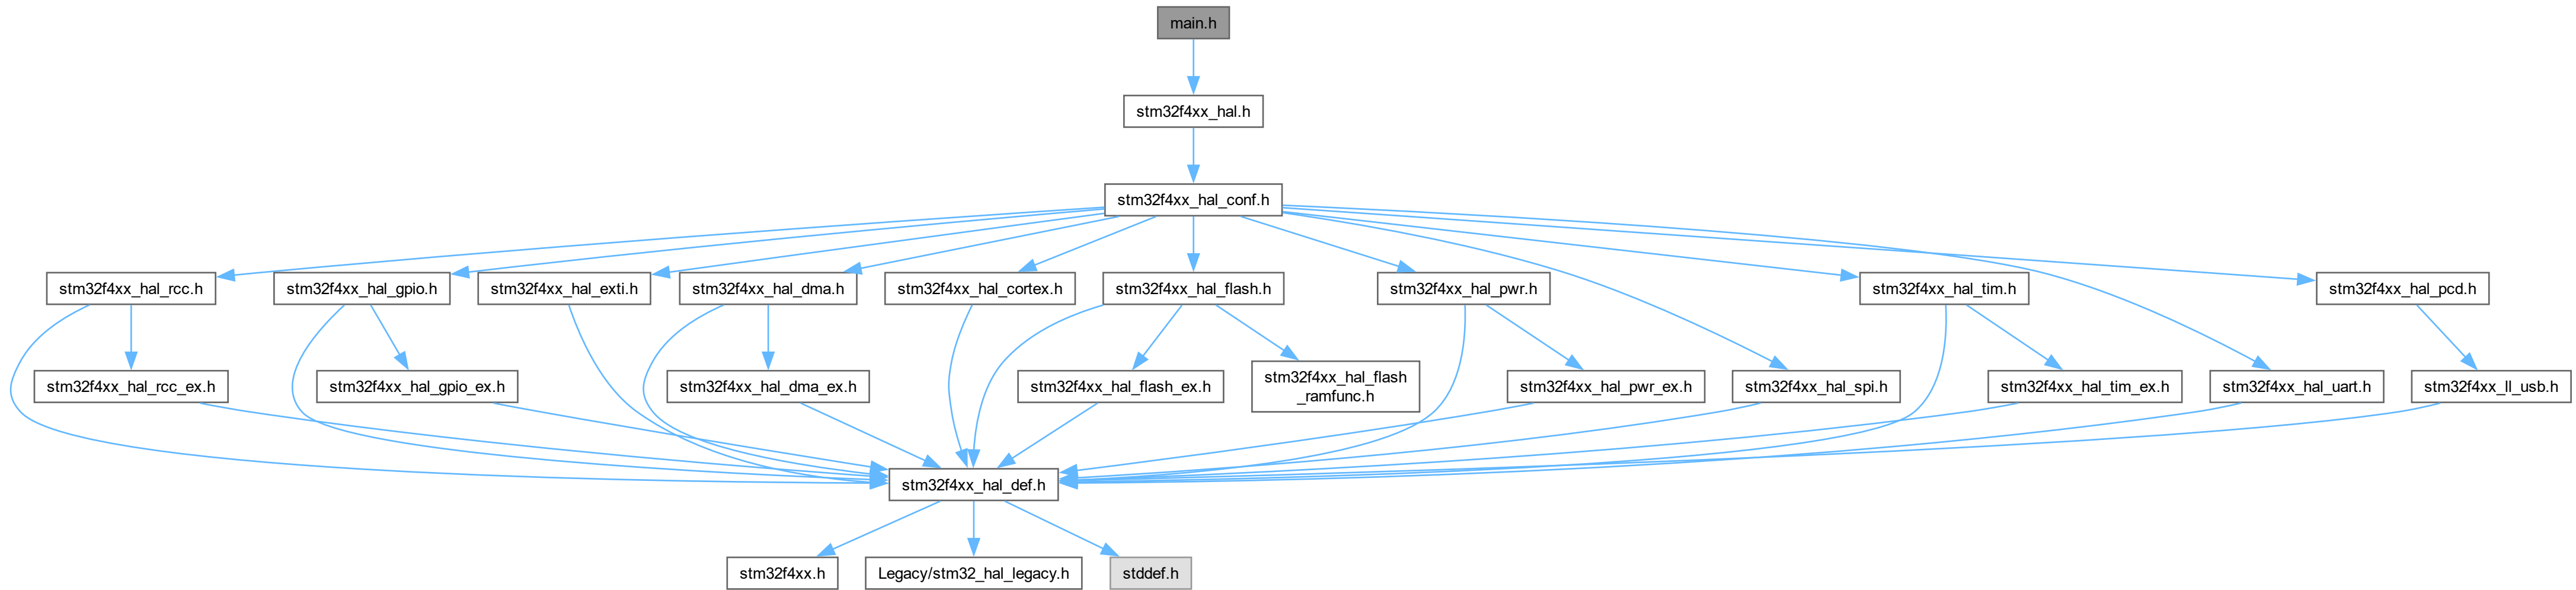 main.h
stm32f4xx_hal.h
stm32f4xx_hal_conf.h
stm32f4xx_hal_rcc.h
stm32f4xx_hal_gpio.h
stm32f4xx_hal_exti.h
stm32f4xx_hal_dma.h
stm32f4xx_hal_cortex.h
stm32f4xx_hal_flash.h
stm32f4xx_hal_pwr.h
stm32f4xx_hal_tim.h
stm32f4xx_hal_pcd.h
stm32f4xx_hal_rcc_ex.h
stm32f4xx_hal_gpio_ex.h
stm32f4xx_hal_dma_ex.h
stm32f4xx_hal_flash_ex.h
stm32f4xx_hal_flash
_ramfunc.h
stm32f4xx_hal_pwr_ex.h
stm32f4xx_hal_spi.h
stm32f4xx_hal_tim_ex.h
stm32f4xx_hal_uart.h
stm32f4xx_ll_usb.h
stm32f4xx_hal_def.h
stm32f4xx.h
Legacy/stm32_hal_legacy.h
stddef.h